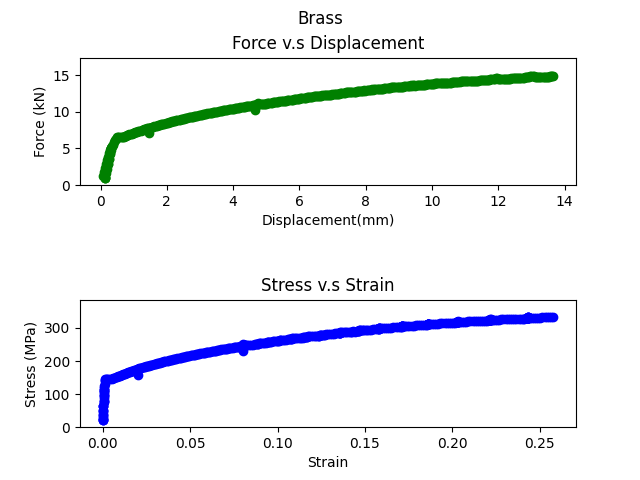 Brass
Force v.s Displacement
15
10
5
0
Force (kN)
0 2 4 6 8 10 12 14
Displacement(mm)
Stress v.s Strain
300
200
100
0
Stress (MPa)
0.00 0.05 0.10 0.15 0.20 0.25
Strain